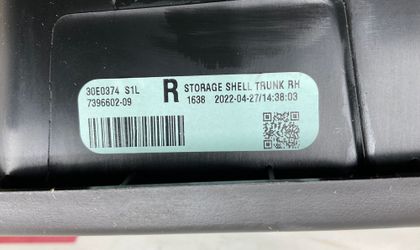 30E0374 S1L
7396602-09
R STORAGE SHELL TRUNK RH
1638 2022-04-27/14:38:03